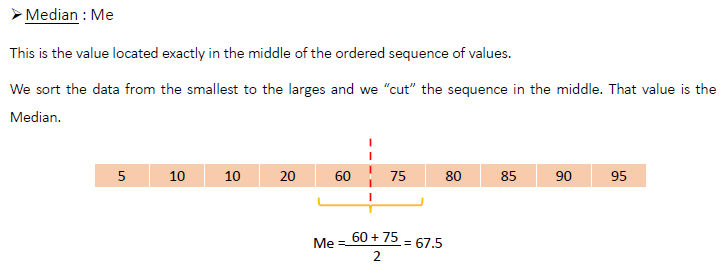 ➤ Median : Me
This is the value located exactly in the middle of the ordered sequence of values.
We sort the data from the smallest to the larges and we “cut” the sequence in the middle. That value is the
Median.
5 10 10 20 60 75 80 85 90 95
Me = 60 + 75 / 2 = 67.5